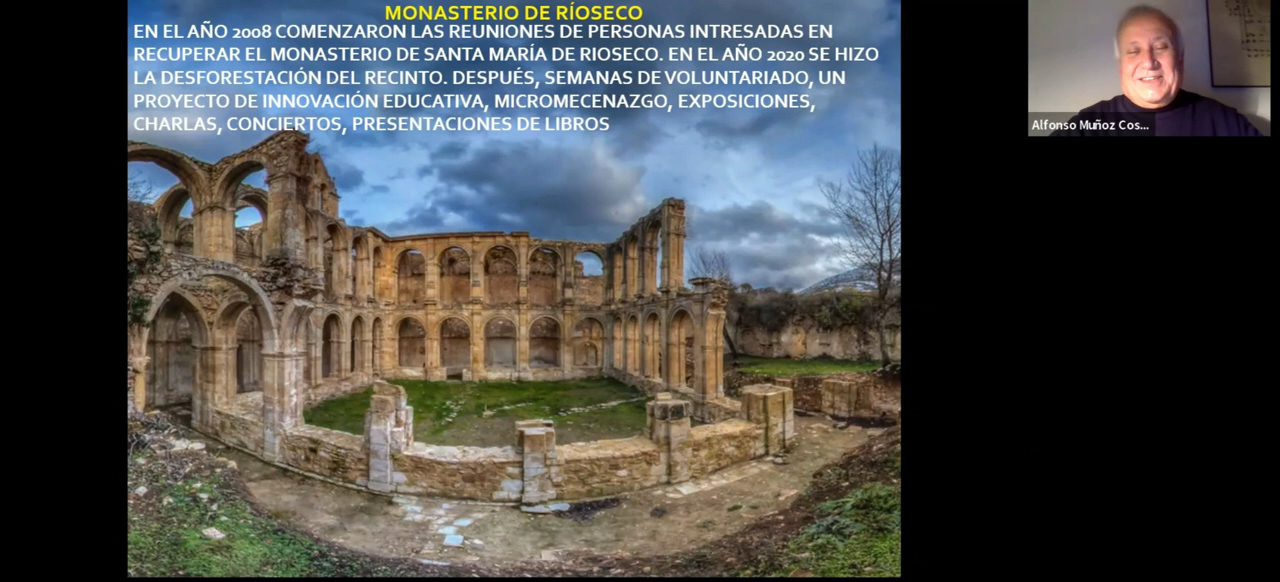 MONASTERIO DE RÍOSECO
EN EL AÑO 2008 COMENZARON LAS REUNIONES DE PERSONAS INTRESADAS EN
RECUPERAR EL MONASTERIO DE SANTA MARÍA DE RIOSECO. EN EL AÑO 2020 SE HIZO
LA DESFORESTACIÓN DEL RECINTO. DESPUÉS, SEMANAS DE VOLUNTARIADO, UN
PROYECTO DE INNOVACIÓN EDUCATIVA, MICROMECENAZGO, EXPOSICIONES,
CHARLAS, CONCIERTOS, PRESENTACIONES DE LIBROS
Alfonso Muñoz Cos...